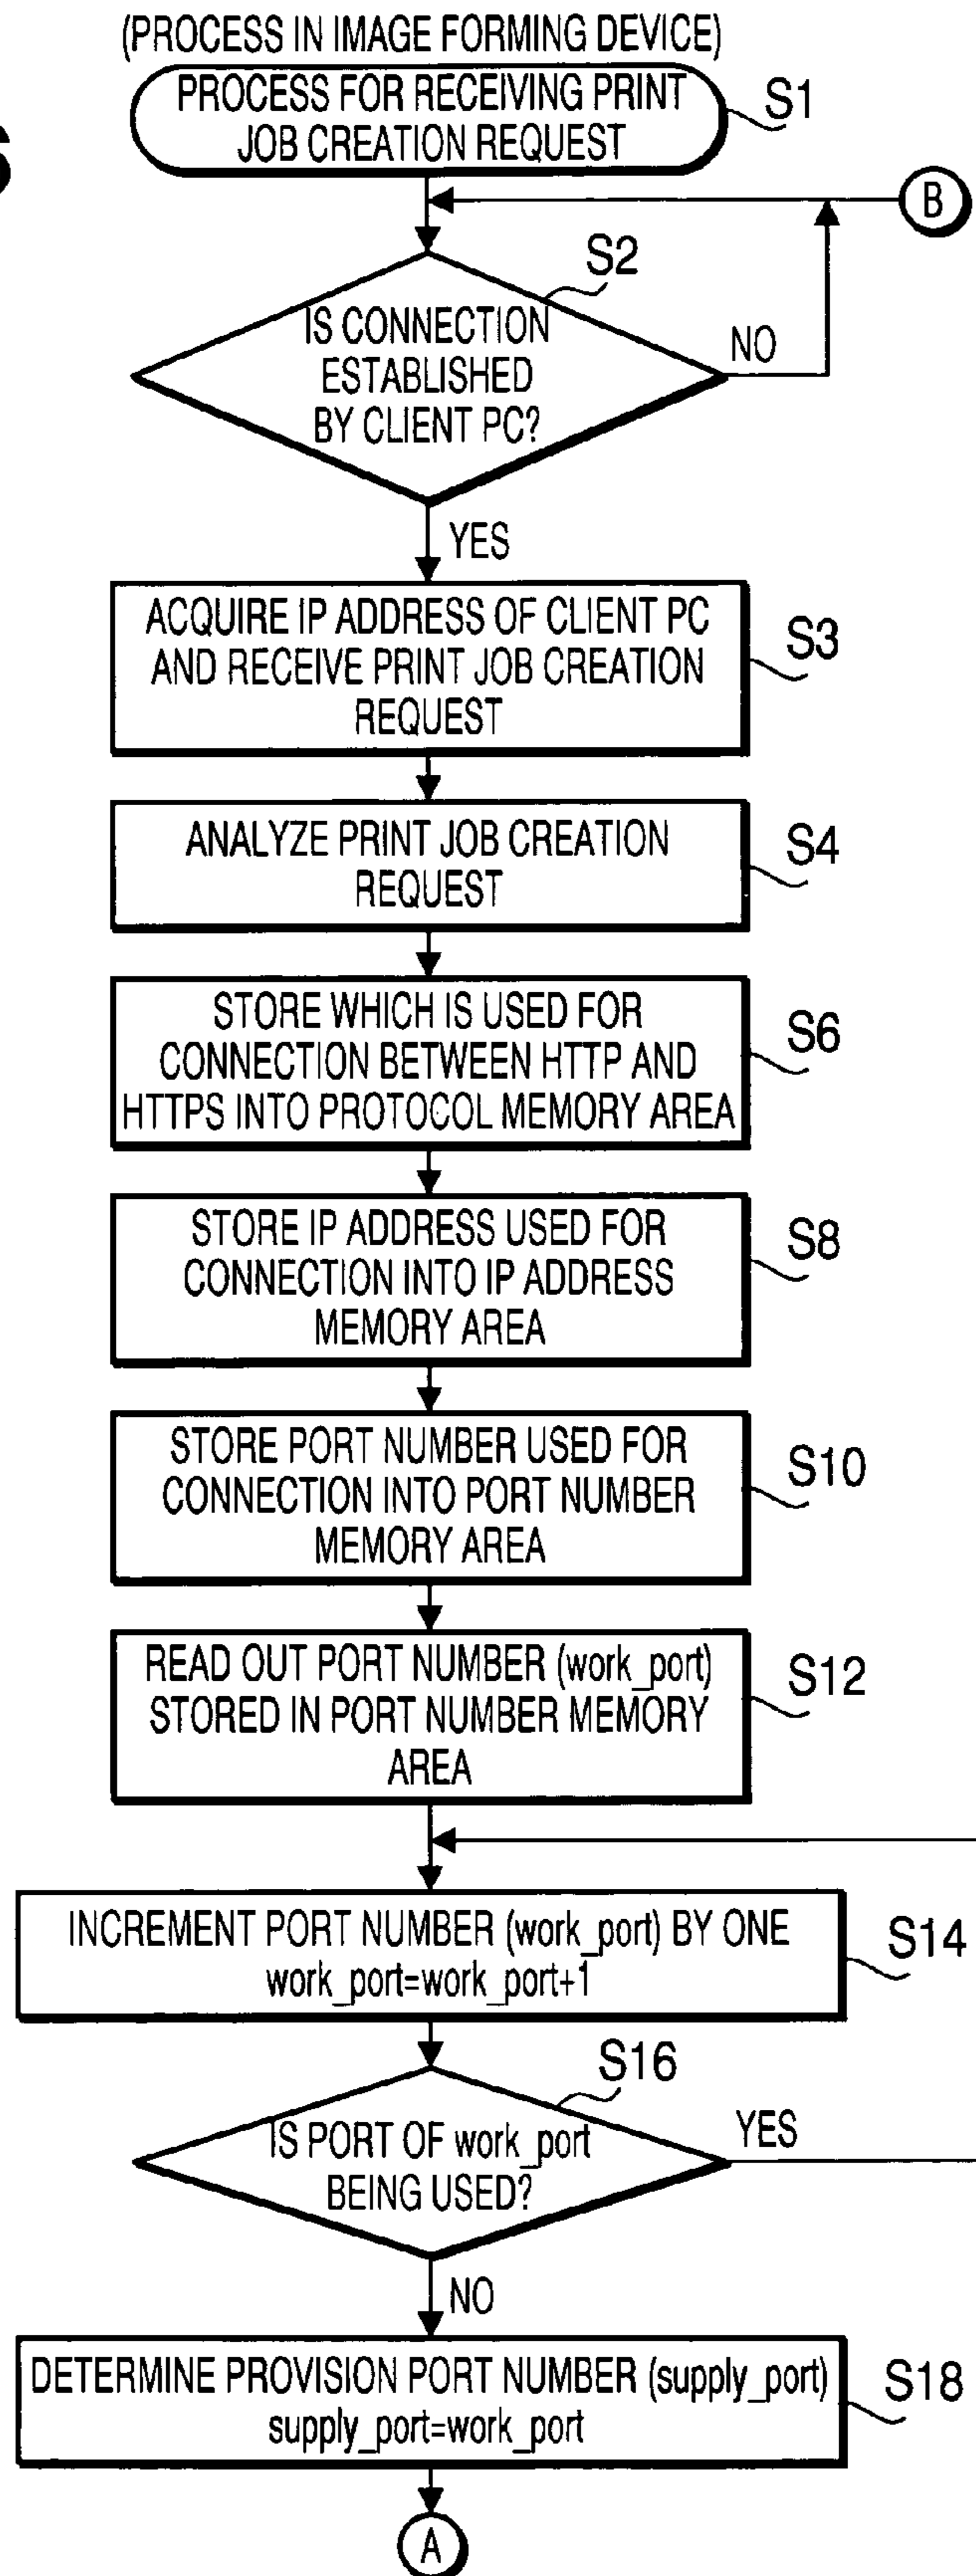 (PROCESS IN IMAGE FORMING DEVICE)
PROCESS FOR RECEIVING PRINT
JOB CREATION REQUEST
S1
B
S2
IS CONNECTION
ESTABLISHED
BY CLIENT PC?
NO
YES
ACQUIRE IP ADDRESS OF CLIENT PC
AND RECEIVE PRINT JOB CREATION
REQUEST
S3
ANALYZE PRINT JOB CREATION
REQUEST
S4
STORE WHICH IS USED FOR
CONNECTION BETWEEN HTTP AND
HTTPS INTO PROTOCOL MEMORY AREA
S6
STORE IP ADDRESS USED FOR
CONNECTION INTO IP ADDRESS
MEMORY AREA
S8
STORE PORT NUMBER USED FOR
CONNECTION INTO PORT NUMBER
MEMORY AREA
S10
READ OUT PORT NUMBER (work_port)
STORED IN PORT NUMBER MEMORY
AREA
S12
INCREMENT PORT NUMBER (work_port) BY ONE
work_port=work_port+1
S14
S16
IS PORT OF work_port
BEING USED?
YES
NO
DETERMINE PROVISION PORT NUMBER (supply_port)
supply_port=work_port
S18
A